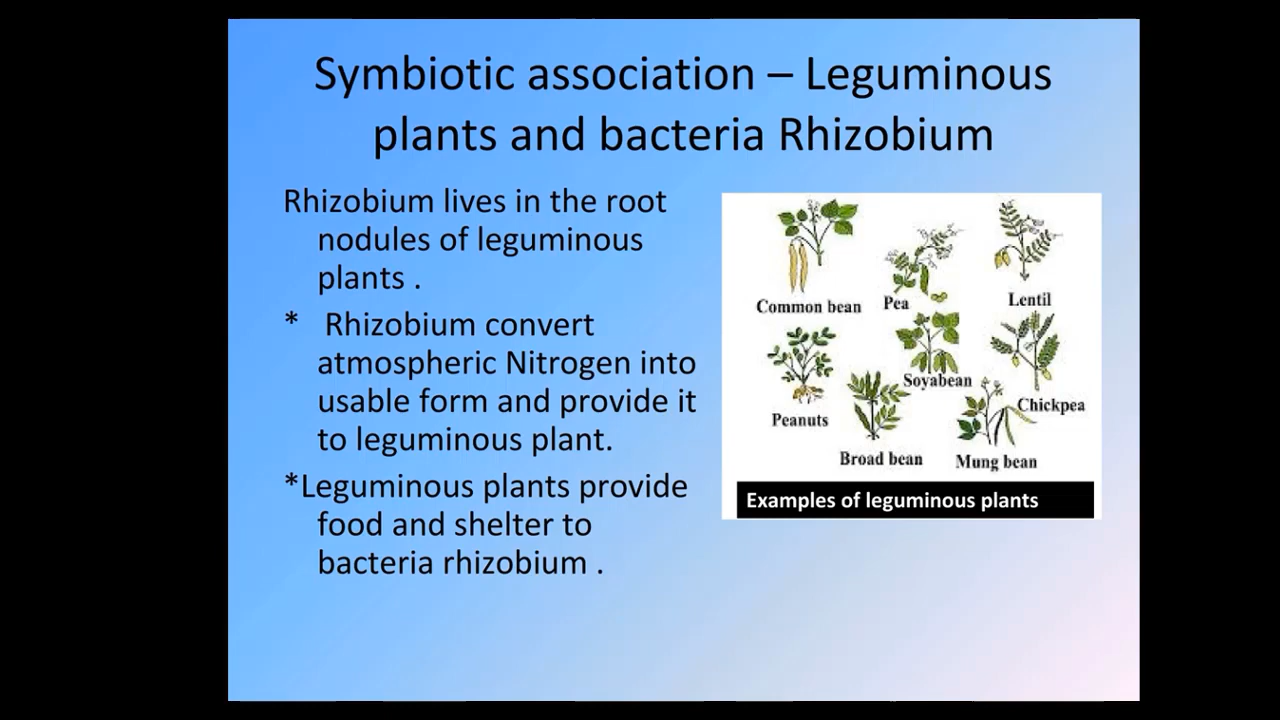 Symbiotic association – Leguminous
plants and bacteria Rhizobium
Rhizobium lives in the root
nodules of leguminous
plants .
* Rhizobium convert
atmospheric Nitrogen into
usable form and provide it
to leguminous plant.
*Leguminous plants provide
food and shelter to
bacteria rhizobium .
Common bean
Pea
Lentil
Peanuts
Soyabean
Chickpea
Broad bean
Mung bean
Examples of leguminous plants